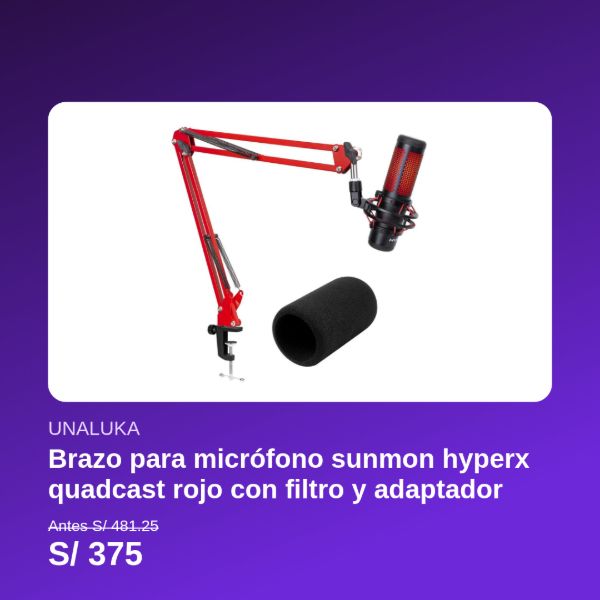 UNALUKA
Brazo para micrófono sunmon hyperx
quadcast rojo con filtro y adaptador
Antes S/ 481.25
S/ 375